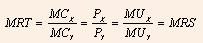 MRT = MC_x / MC_y = P_x / P_y = MU_x / MU_y = MRS